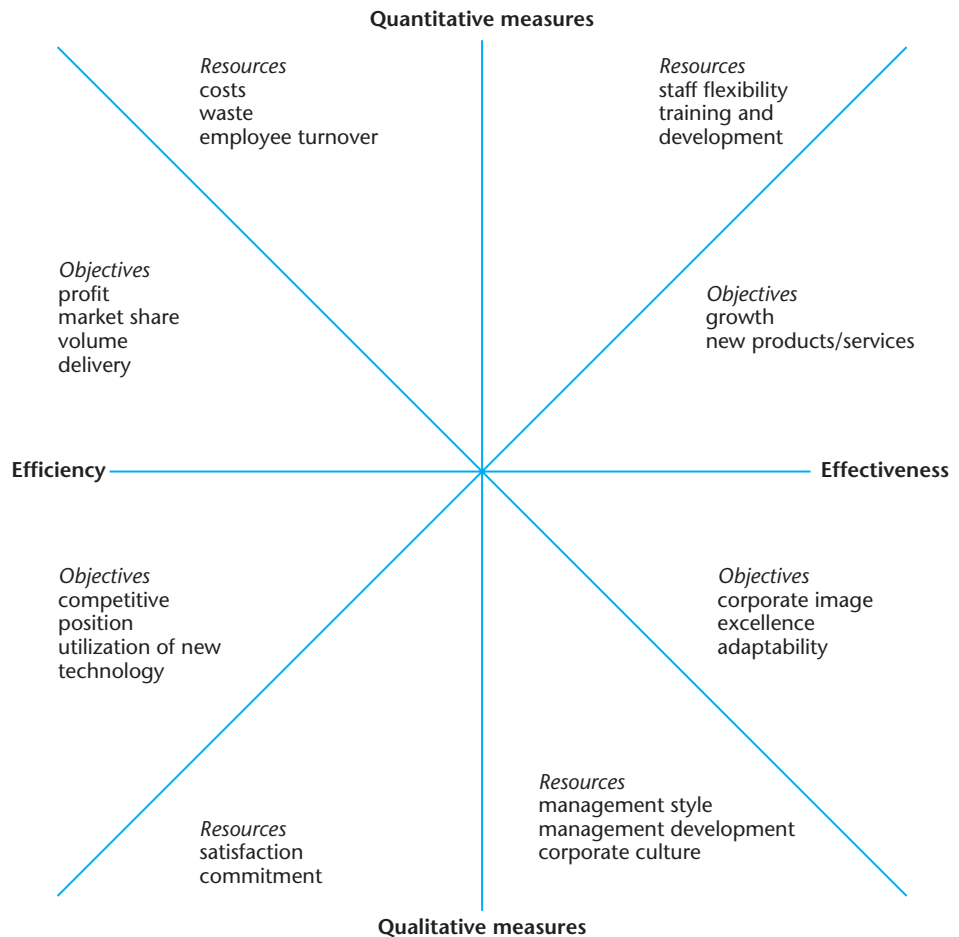 Quantitative measures
Resources
costs
waste
employee turnover
Resources
staff flexibility
training and
development
Objectives
profit
market share
volume
delivery
Objectives
growth
new products/services
Efficiency
Effectiveness
Objectives
competitive
position
utilization of new
technology
Objectives
corporate image
excellence
adaptability
Resources
satisfaction
commitment
Resources
management style
management development
corporate culture
Qualitative measures